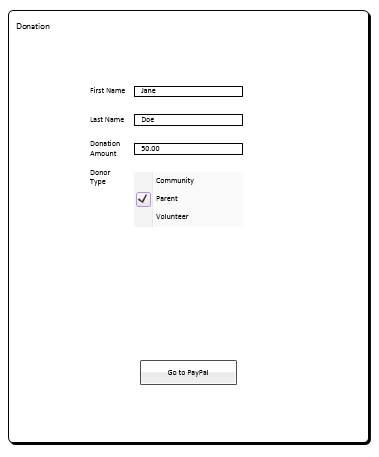 Donation
First Name Jane
Last Name Doe
Donation
Amount 50.00
Donor
Type
Community
Parent
Volunteer
Go to PayPal